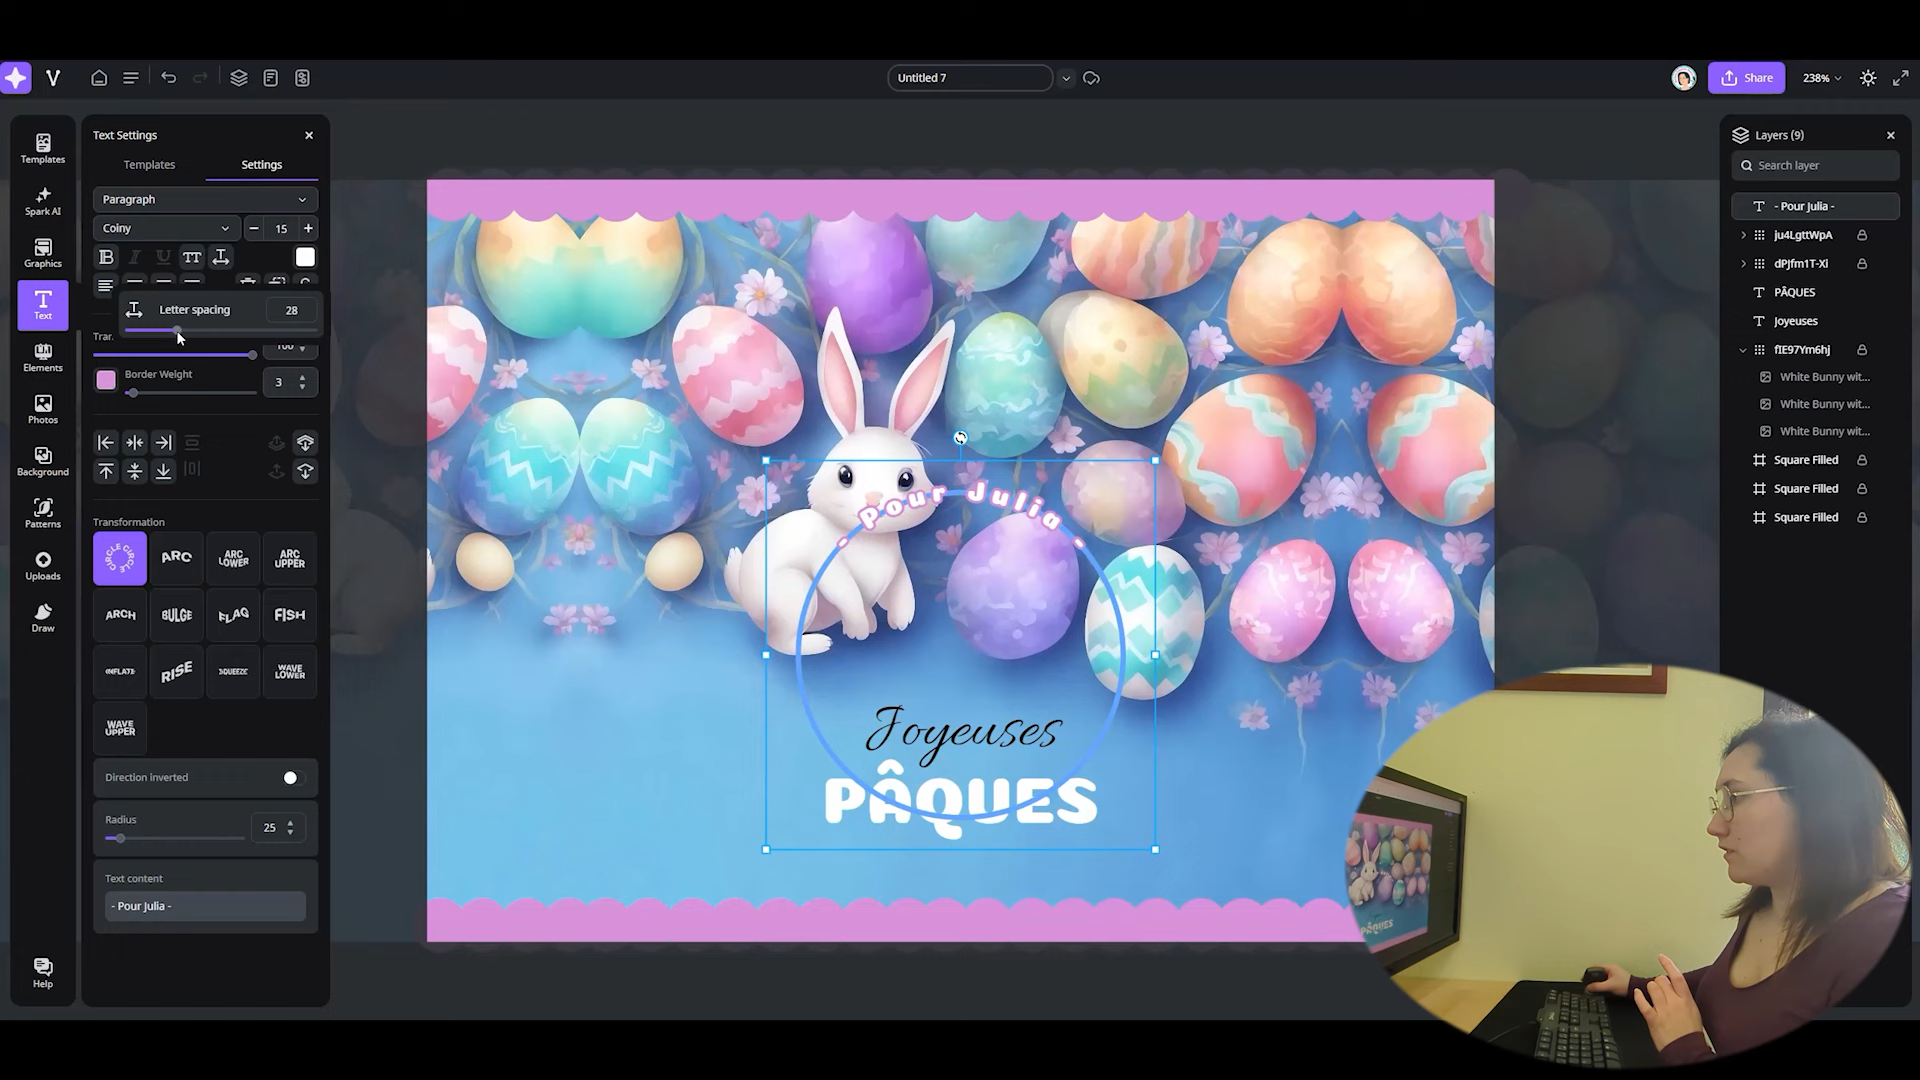 Untitled 7
Share
238%
Templates
Spark AI
Graphics
Text
Elements
Photos
Background
Patterns
Uploads
Draw
Help
Text Settings
Templates
Settings
Paragraph
Coiny
15
Letter spacing
28
Border Weight
3
Transformation
CIRCLE CIRCLE
ARC
ARC LOWER
ARC UPPER
ARCH
BULGE
FLAG
FISH
INFLATE
RISE
SQUEEZE
WAVE LOWER
WAVE UPPER
Direction inverted
Radius
25
Text content
- Pour Julia -
- Pour Julia -
Joyeuses
PÂQUES
Layers (9)
Search layer
- Pour Julia -
ju4LgttWpA
dPJfm1T-Xi
PÂQUES
Joyeuses
fIE97Ym6hj
White Bunny wit...
White Bunny wit...
White Bunny wit...
Square Filled
Square Filled
Square Filled